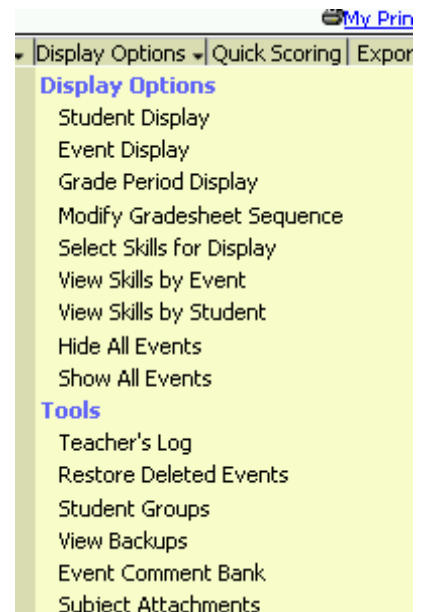 My Prin
Display Options Quick Scoring Expor
Display Options
Student Display
Event Display
Grade Period Display
Modify Gradesheet Sequence
Select Skills for Display
View Skills by Event
View Skills by Student
Hide All Events
Show All Events
Tools
Teacher's Log
Restore Deleted Events
Student Groups
View Backups
Event Comment Bank
Subject Attachments